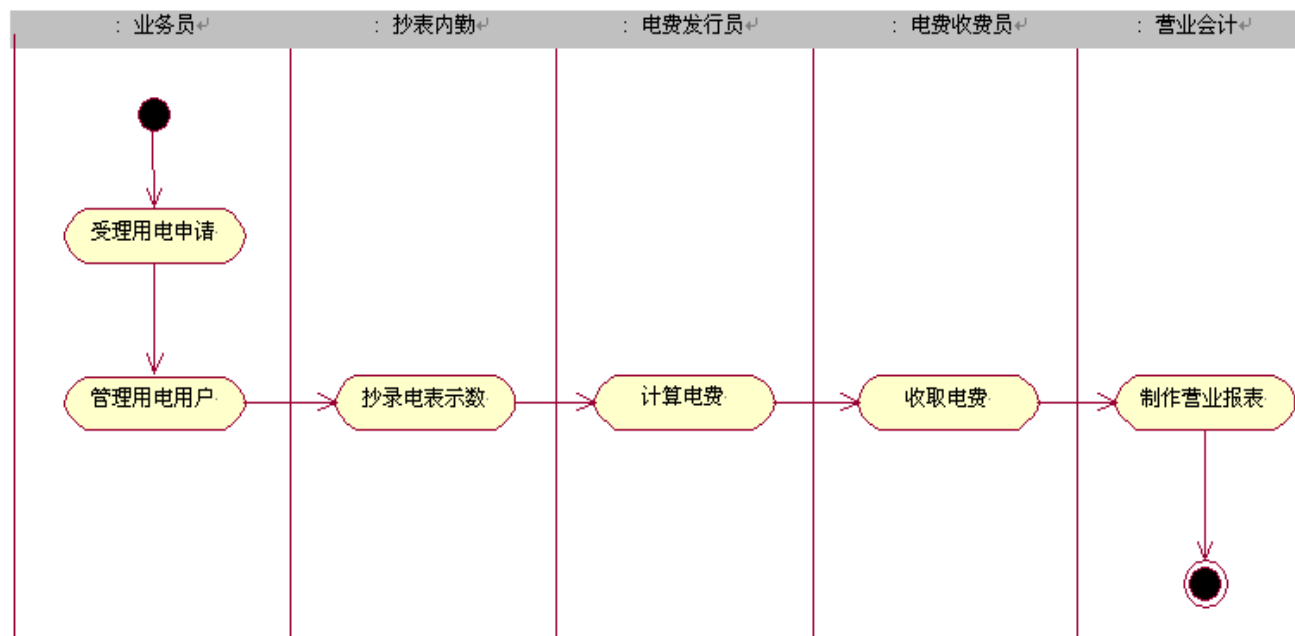 : 业务员
: 抄表内勤
: 电费发行员
: 电费收费员
: 营业会计
受理用电申请
管理用电用户
抄录电表示数
计算电费
收取电费
制作营业报表